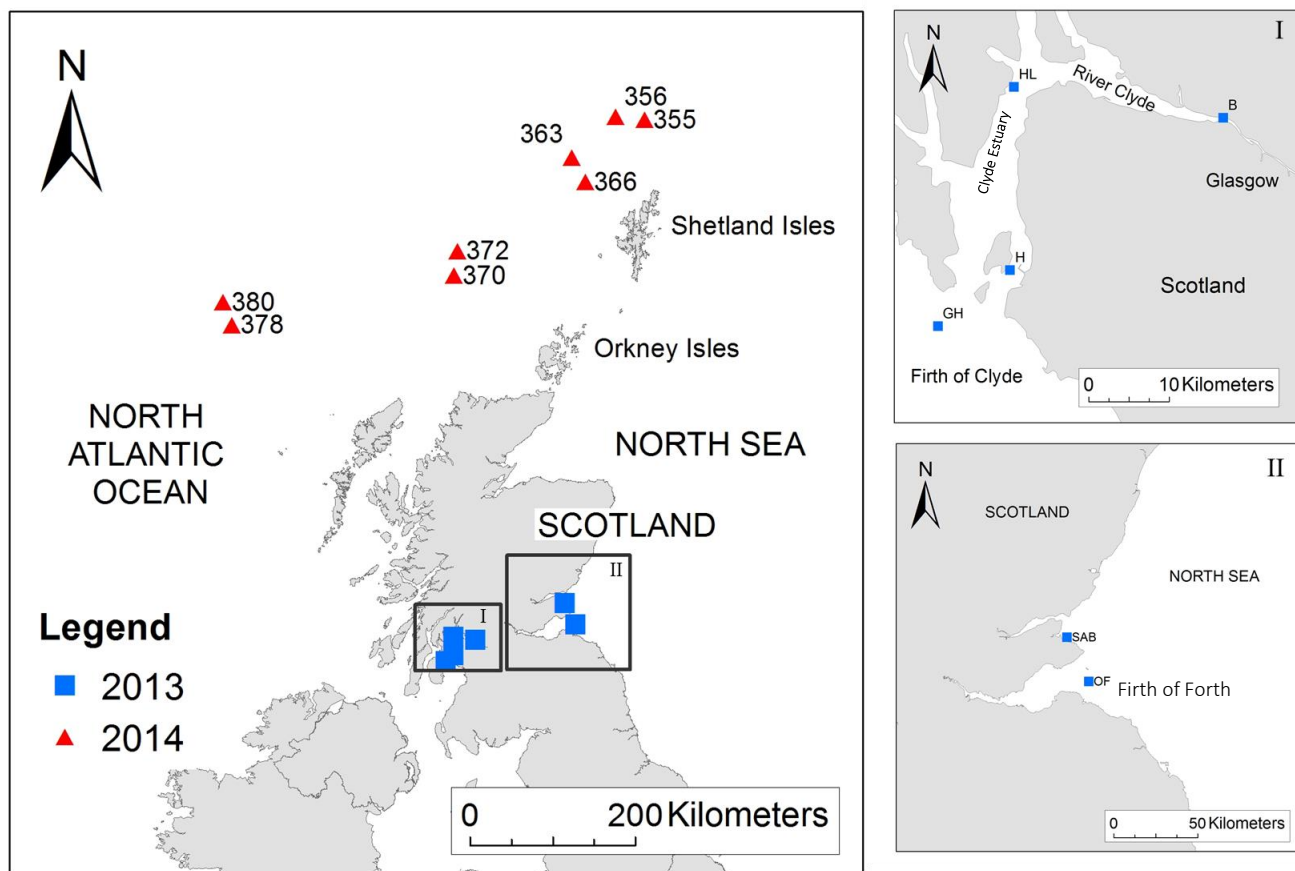 N
356
355
363
366
Shetland Isles
372
370
380
378
Orkney Isles
NORTH
ATLANTIC
OCEAN
NORTH SEA
SCOTLAND
II
I
Legend
2013
2014
0 200 Kilometers
I
N
HL
River Clyde
B
Clyde Estuary
Glasgow
H
Scotland
GH
Firth of Clyde
0 10 Kilometers
II
N
SCOTLAND
NORTH SEA
SAB
OF Firth of Forth
0 50 Kilometers